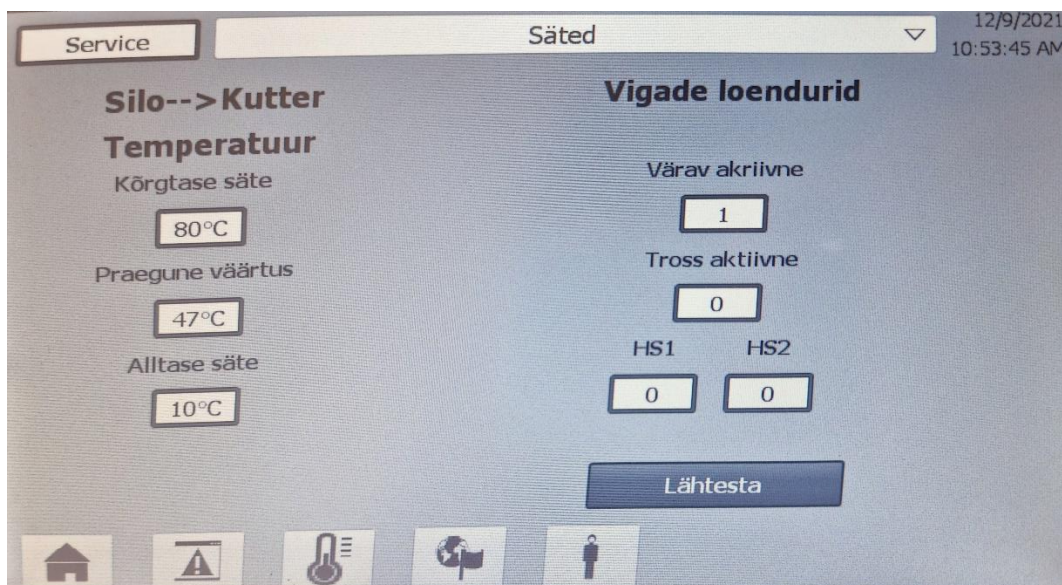 Service
Säted
12/9/2021
10:53:45 AM
Silo-->Kutter
Temperatuur
Kõrgtase säte
80°C
Praegune väärtus
47°C
Alltase säte
10°C
Vigade loendurid
Värav akriivne
1
Tross aktiivne
0
HS1 HS2
0 0
Lähtesta